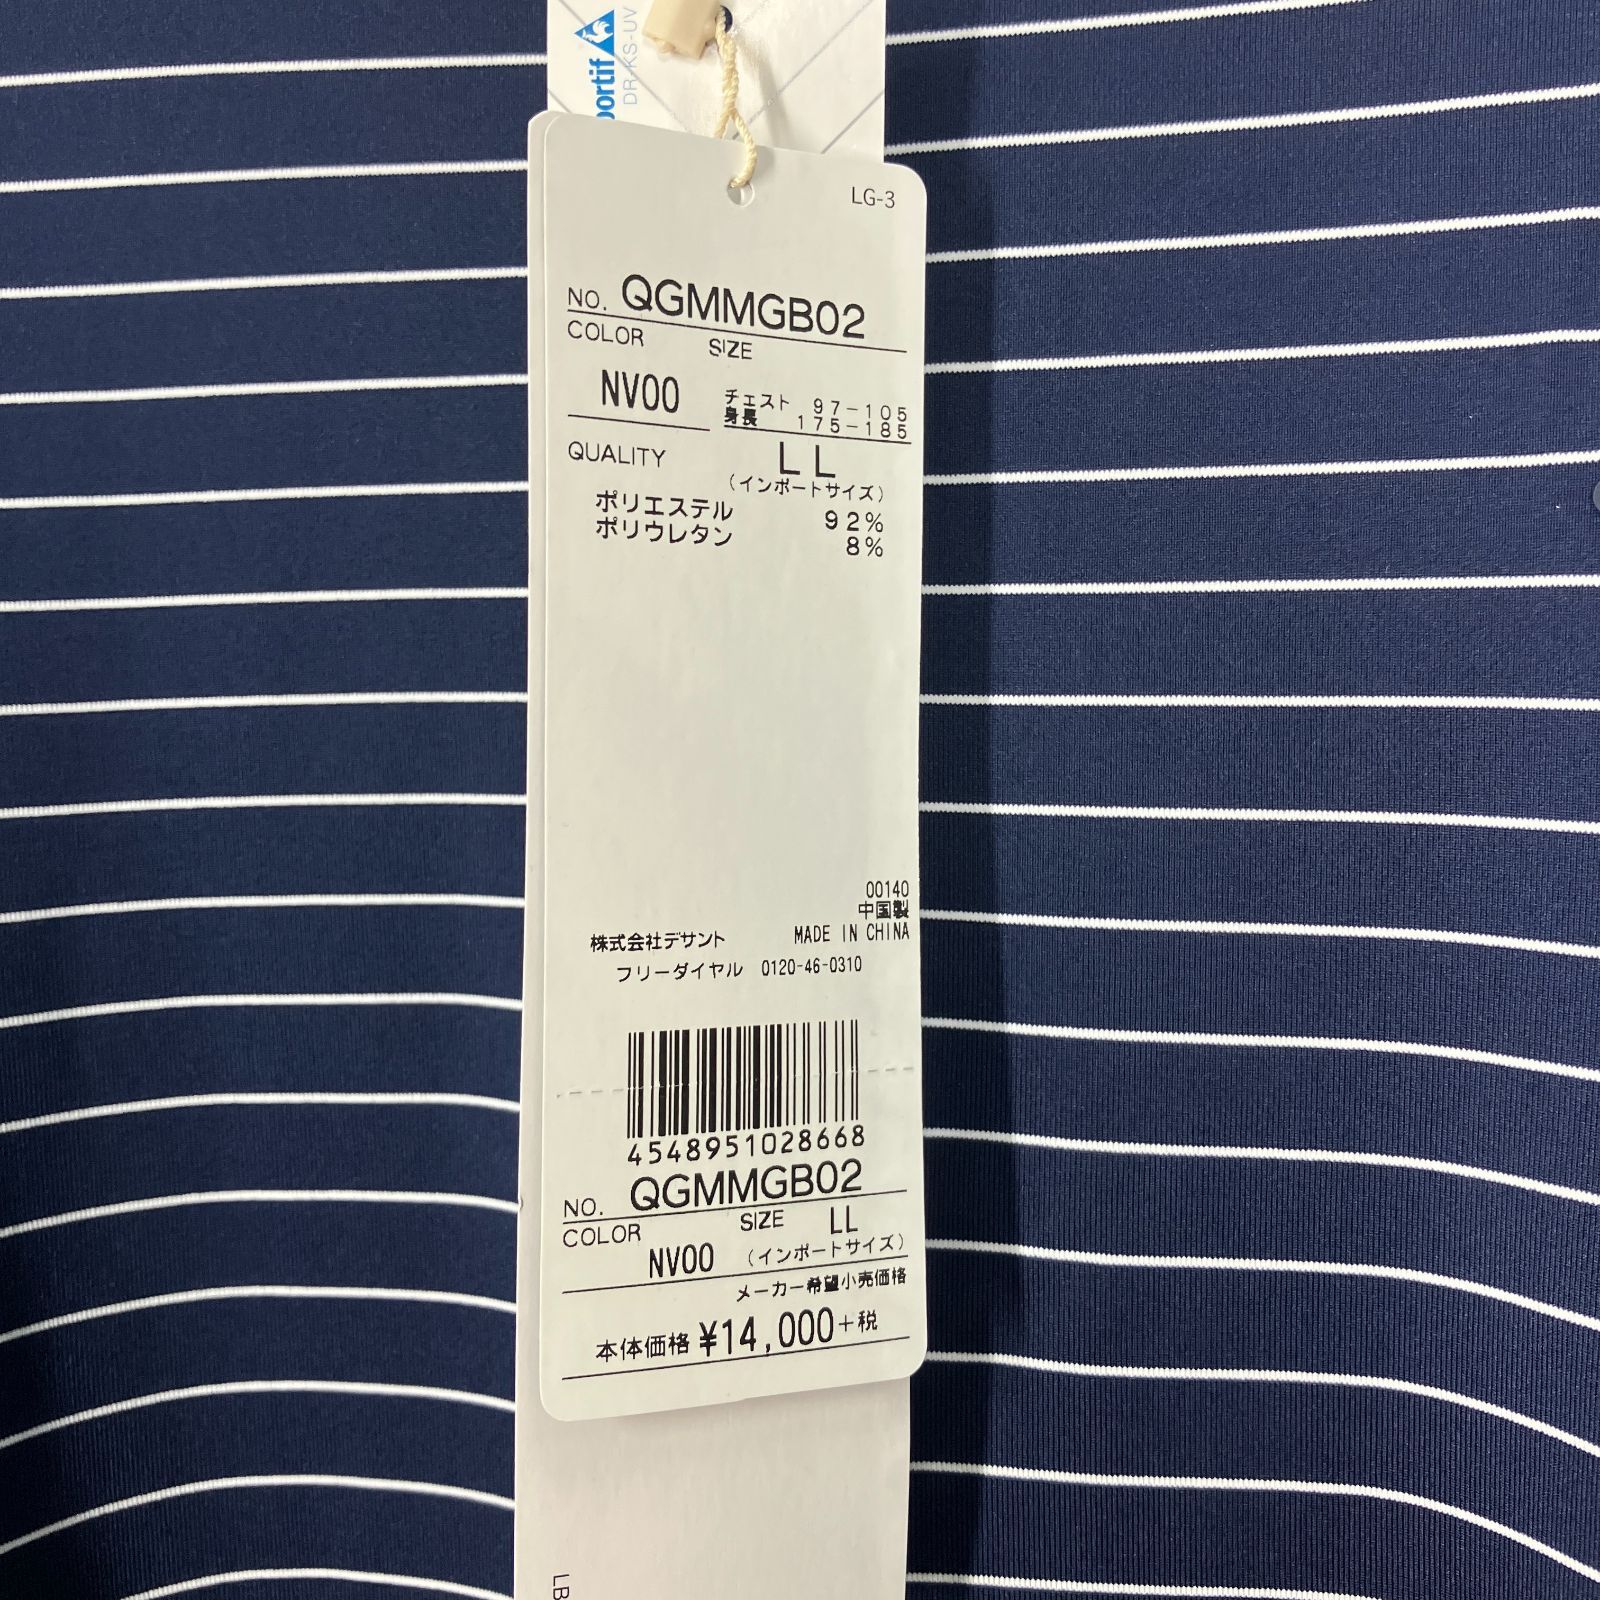 portif
DR-KS-UV
LG-3
NO. QGMMGB02
COLOR SIZE
NV00
チェスト 97-105
身長 175-185
QUALITY LL
(インポートサイズ)
ポリエステル 92%
ポリウレタン 8%
00140
中国製
株式会社デサント MADE IN CHINA
フリーダイヤル 0120-46-0310
4548951028668
NO. QGMMGB02
COLOR SIZE LL
NV00 (インポートサイズ)
メーカー希望小売価格
本体価格 ¥14,000+税
LB